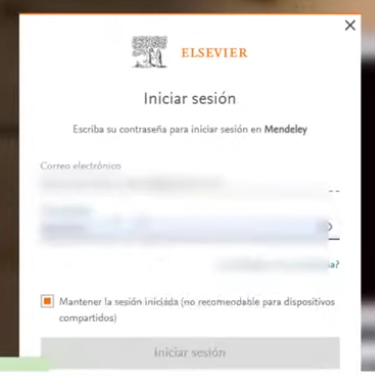 ELSEVIER
Iniciar sesión
Escriba su contraseña para iniciar sesión en Mendeley
Correo electrónico
Mantener la sesión iniciada (no recomendable para dispositivos
compartidos)
Iniciar sesión